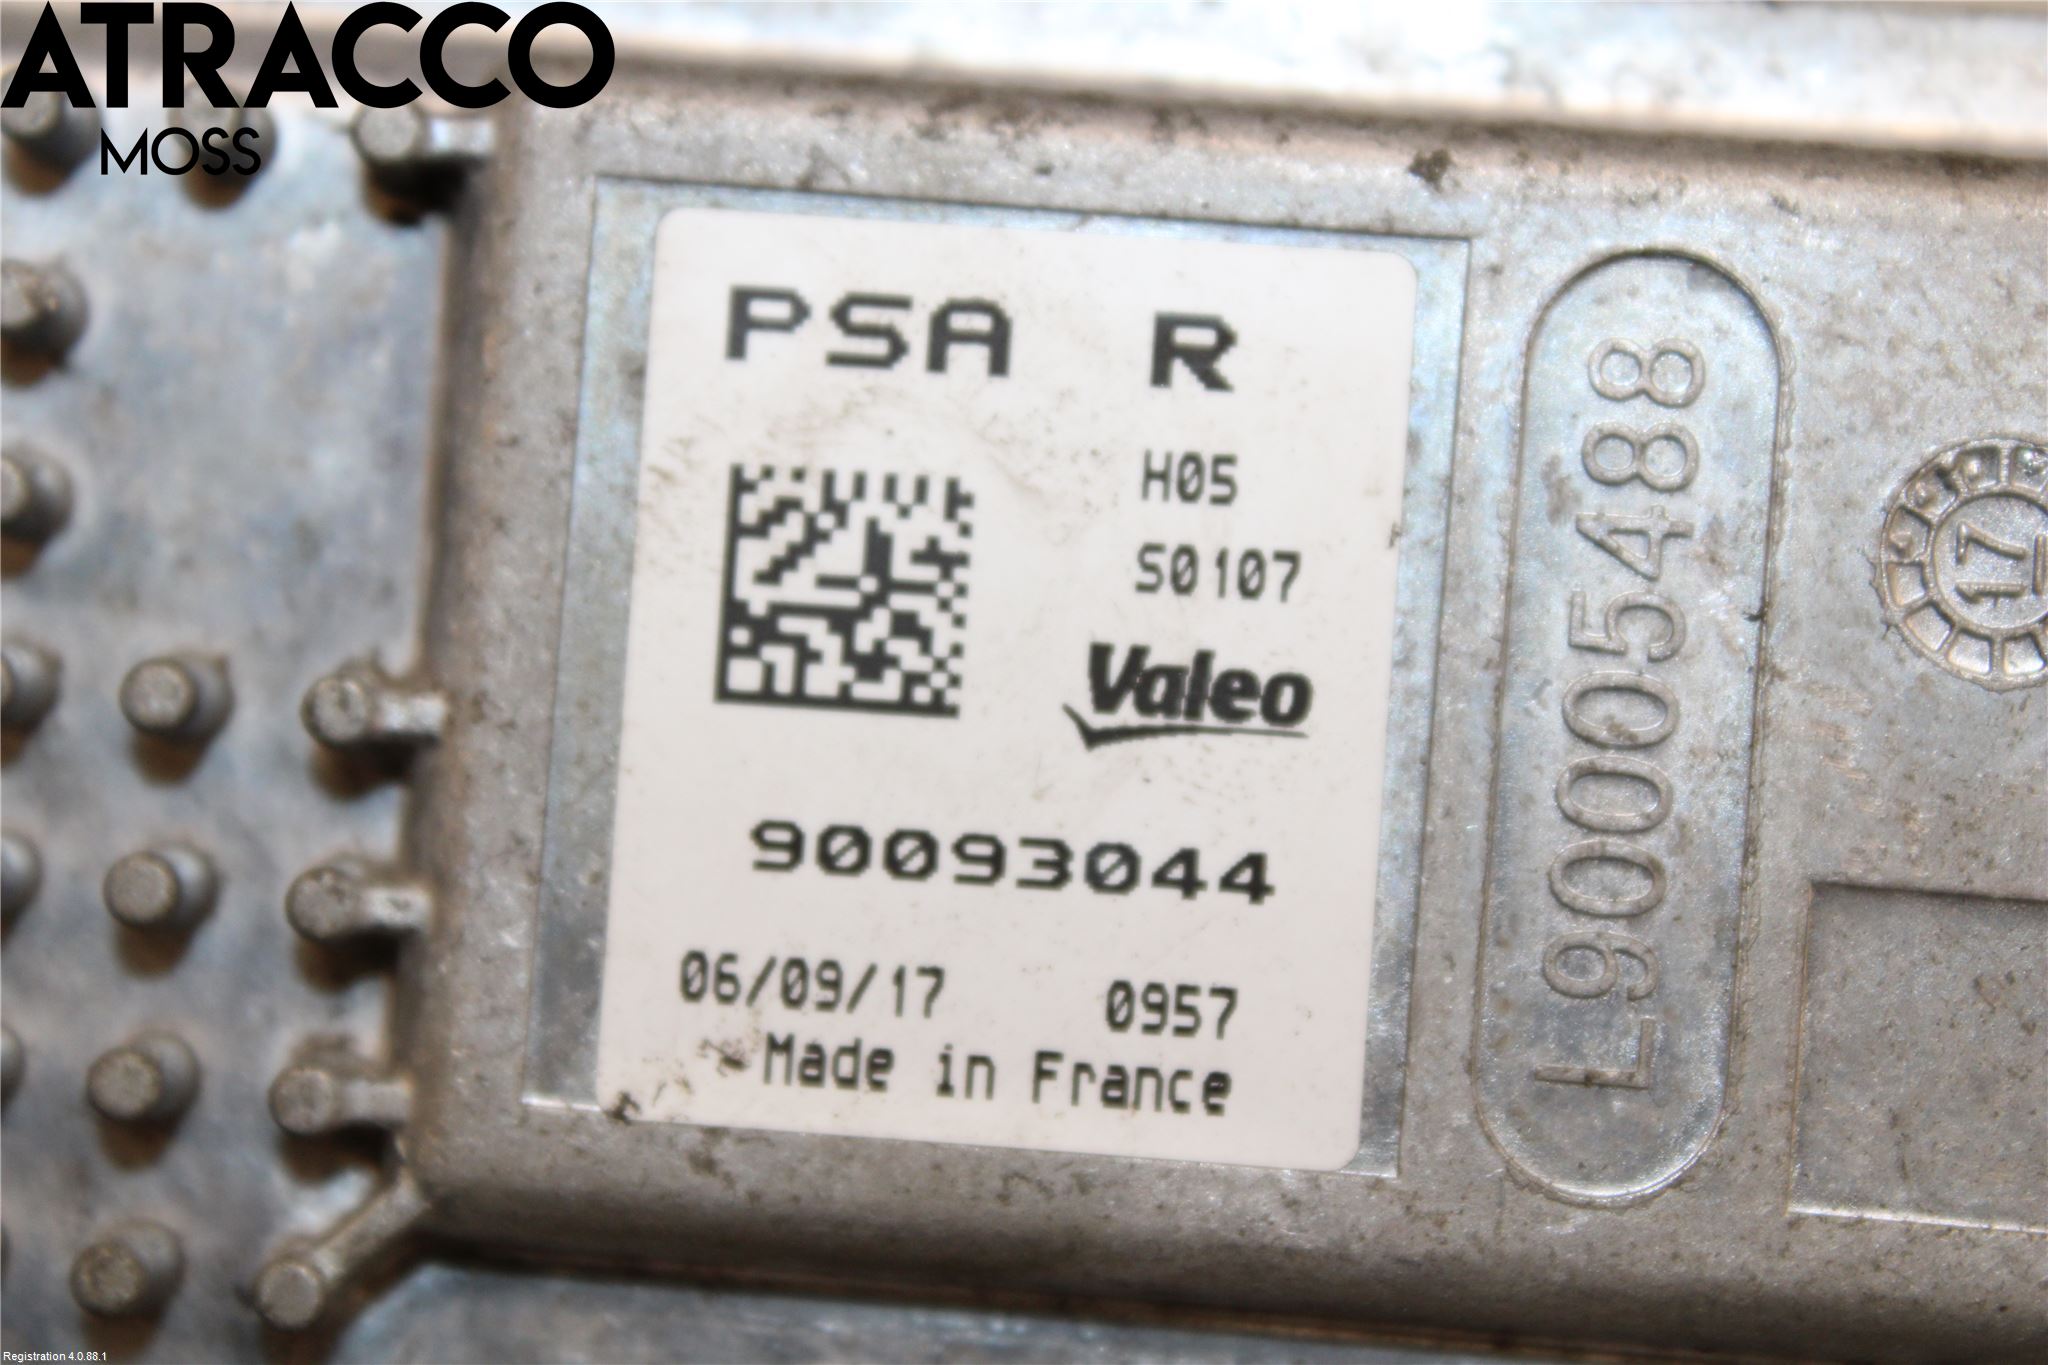 ATRACCO
MOSS
PSA R
H05
S0107
Valeo
90093044
06/09/17 0957
Made in France
L90005488
17
Registration 4.0.88.1